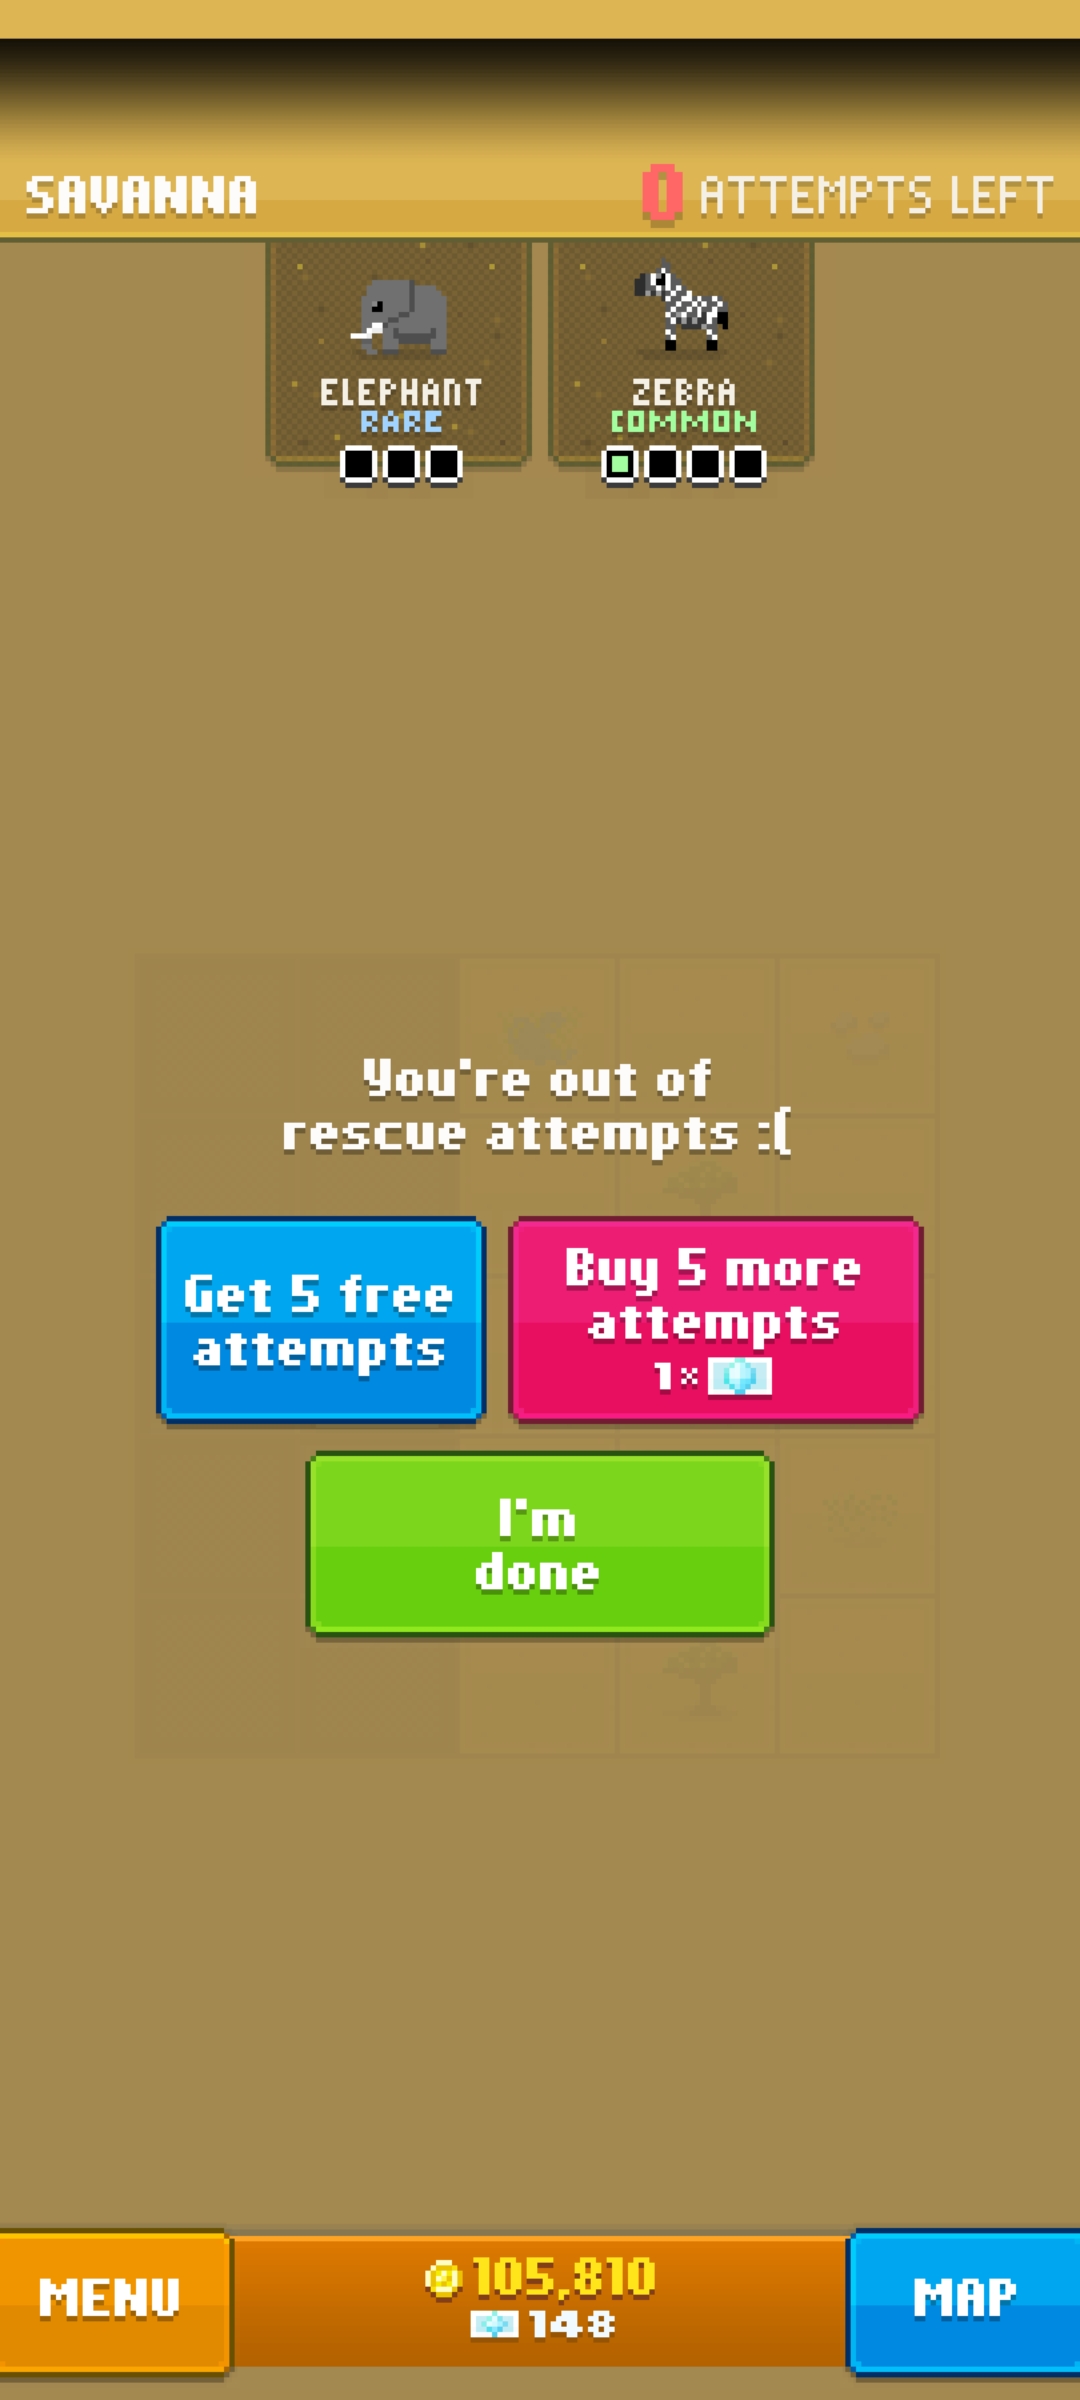 SAVANNA
0 ATTEMPTS LEFT
ELEPHANT
RARE
ZEBRA
COMMON
You're out of
rescue attempts :(
Get 5 free
attempts
Buy 5 more
attempts
1×
I'm
done
MENU
105,810
148
MAP